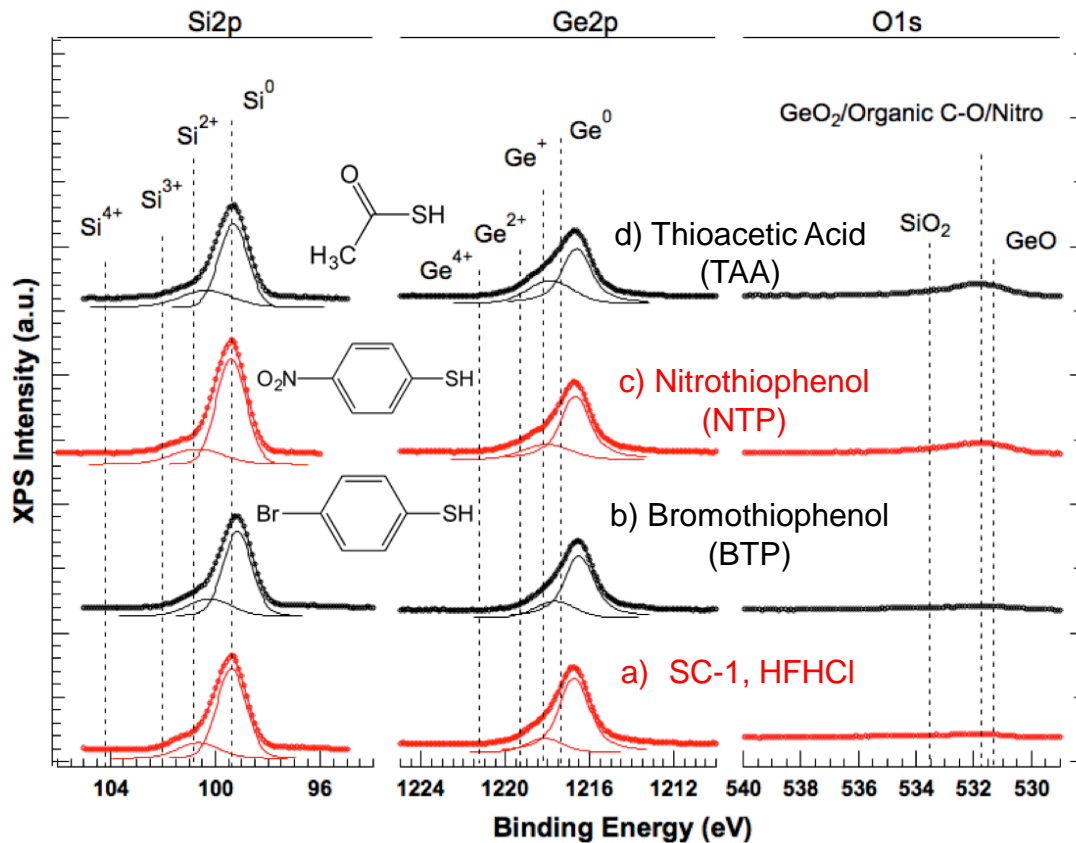 Si2p Ge2p O1s
Si⁰
Si²⁺
Si³⁺
Si⁴⁺
O
SH
H₃C
Ge⁰
Ge⁺
Ge²⁺
Ge⁴⁺
GeO₂/Organic C-O/Nitro
SiO₂
GeO
d) Thioacetic Acid
(TAA)
O₂N
SH
c) Nitrothiophenol
(NTP)
Br
SH
b) Bromothiophenol
(BTP)
a) SC-1, HFHCl
XPS Intensity (a.u.)
104 100 96 1224 1220 1216 1212 540 538 536 534 532 530
Binding Energy (eV)